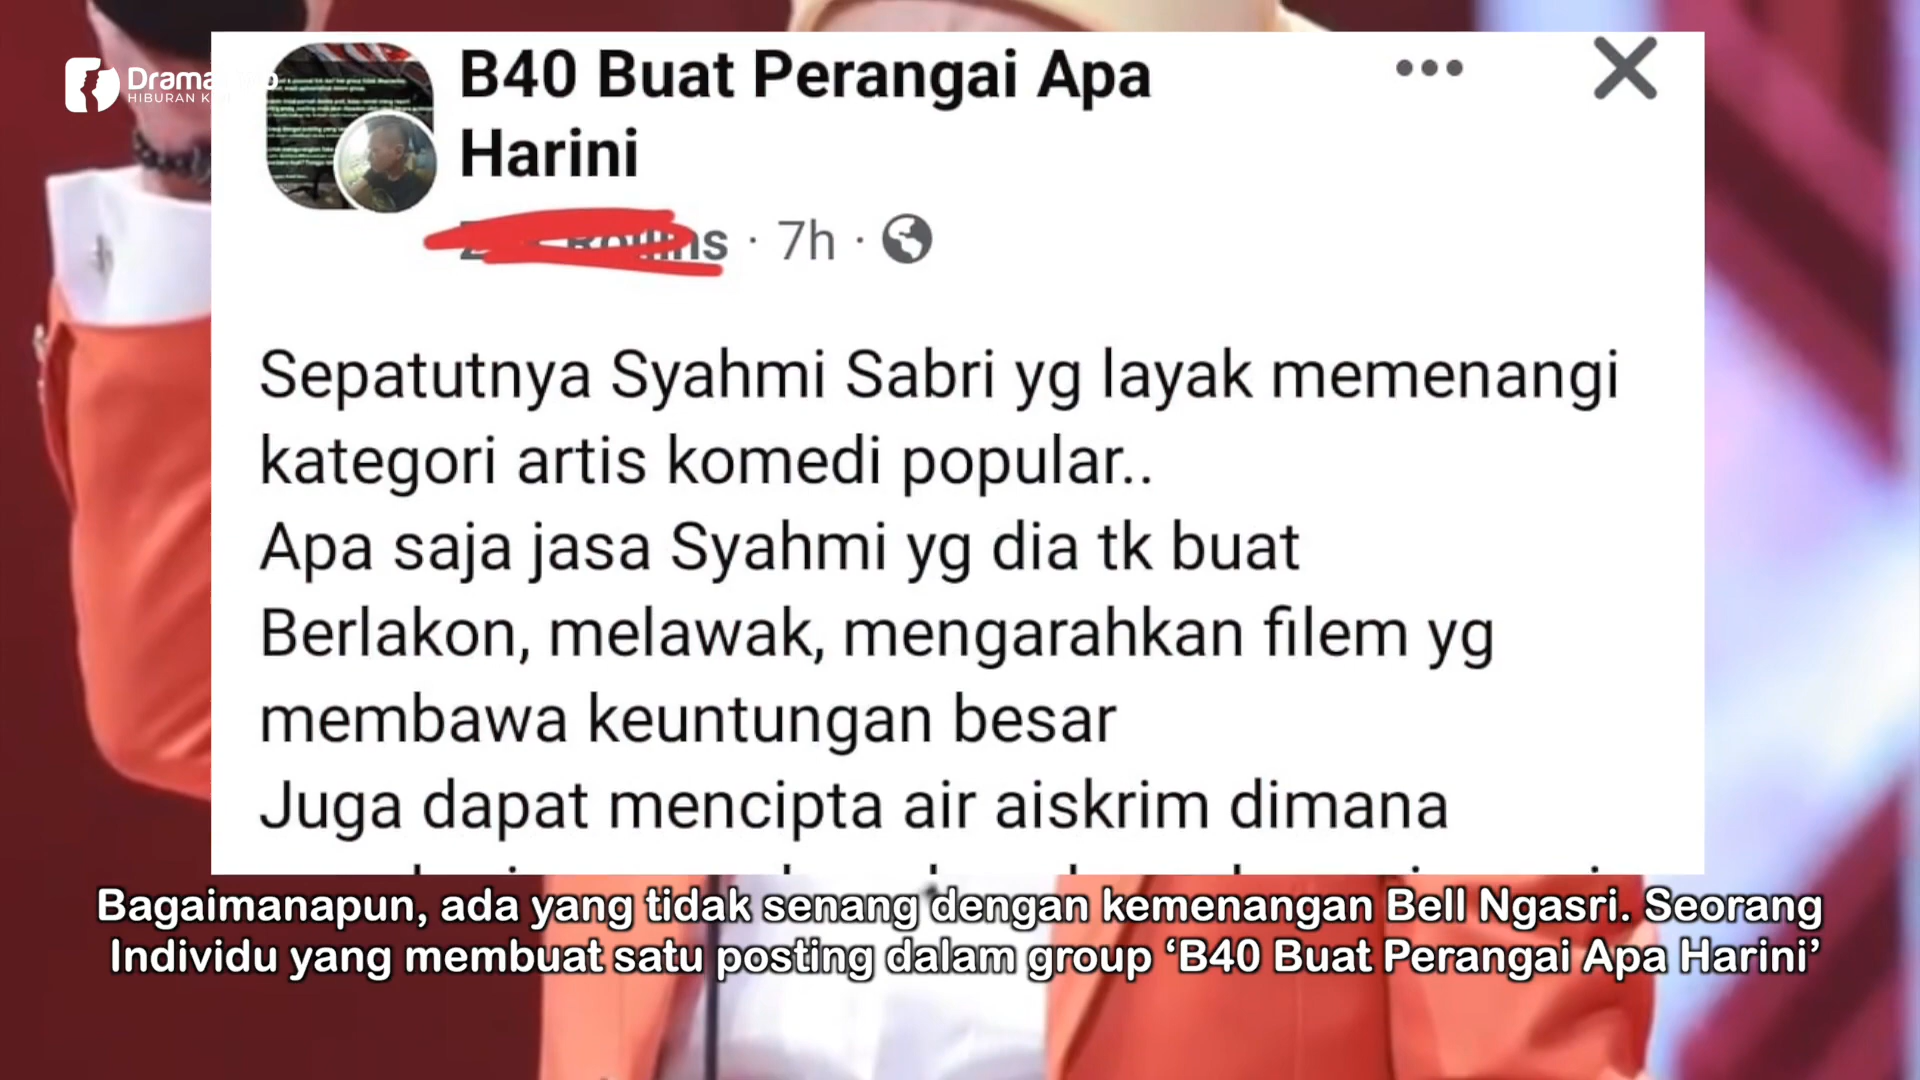 B40 Buat Perangai Apa
Harini
7h
Sepatutnya Syahmi Sabri yg layak memenangi
kategori artis komedi popular..
Apa saja jasa Syahmi yg dia tk buat
Berlakon, melawak, mengarahkan filem yg
membawa keuntungan besar
Juga dapat mencipta air aiskrim dimana
Bagaimanapun, ada yang tidak senang dengan kemenangan Bell Ngasri. Seorang
Individu yang membuat satu posting dalam group ‘B40 Buat Perangai Apa Harini’
HIBURAN